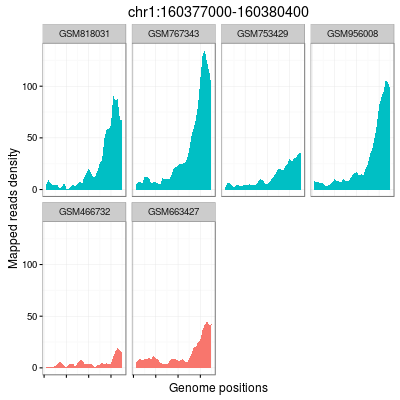 chr1:160377000-160380400
GSM818031 GSM767343 GSM753429 GSM956008
100
50
0
Mapped reads density
GSM466732 GSM663427
100
50
0
Genome positions